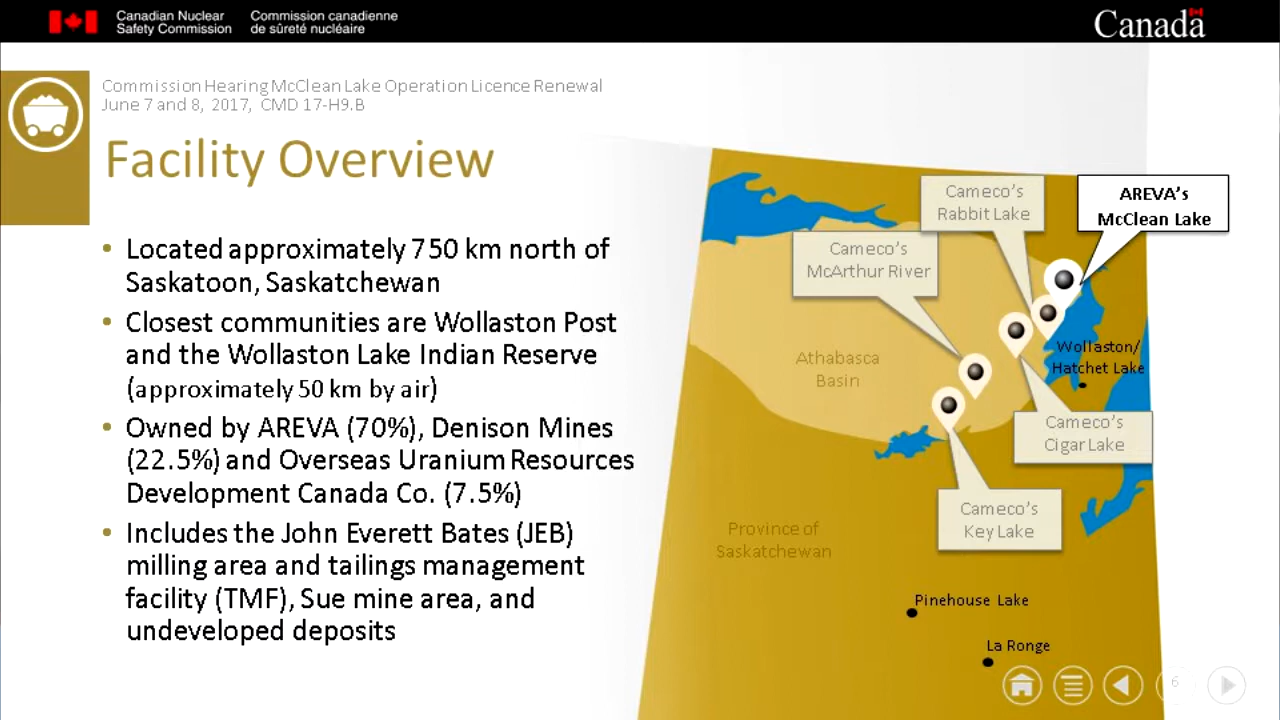 Canadian Nuclear Safety Commission
Commission canadienne de sûreté nucléaire
Canada
Commission Hearing McClean Lake Operation Licence Renewal
June 7 and 8, 2017, CMD 17-H9.B
Facility Overview
• Located approximately 750 km north of
Saskatoon, Saskatchewan
• Closest communities are Wollaston Post
and the Wollaston Lake Indian Reserve
(approximately 50 km by air)
• Owned by AREVA (70%), Denison Mines
(22.5%) and Overseas Uranium Resources
Development Canada Co. (7.5%)
• Includes the John Everett Bates (JEB)
milling area and tailings management
facility (TMF), Sue mine area, and
undeveloped deposits
Cameco's
Rabbit Lake
AREVA's
McClean Lake
Cameco's
McArthur River
Wollaston/
Hatchet Lake
Athabasca
Basin
Cameco's
Cigar Lake
Cameco's
Key Lake
Province of
Saskatchewan
Pinehouse Lake
La Ronge
6